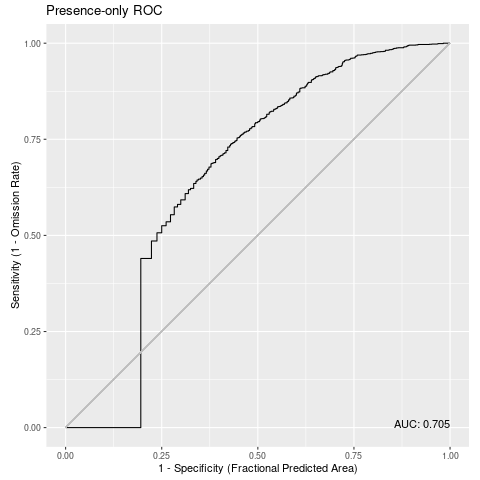 Presence-only ROC
Sensitivity (1 - Omission Rate)
1.00
0.75
0.50
0.25
0.00
AUC: 0.705
0.00 0.25 0.50 0.75 1.00
1 - Specificity (Fractional Predicted Area)